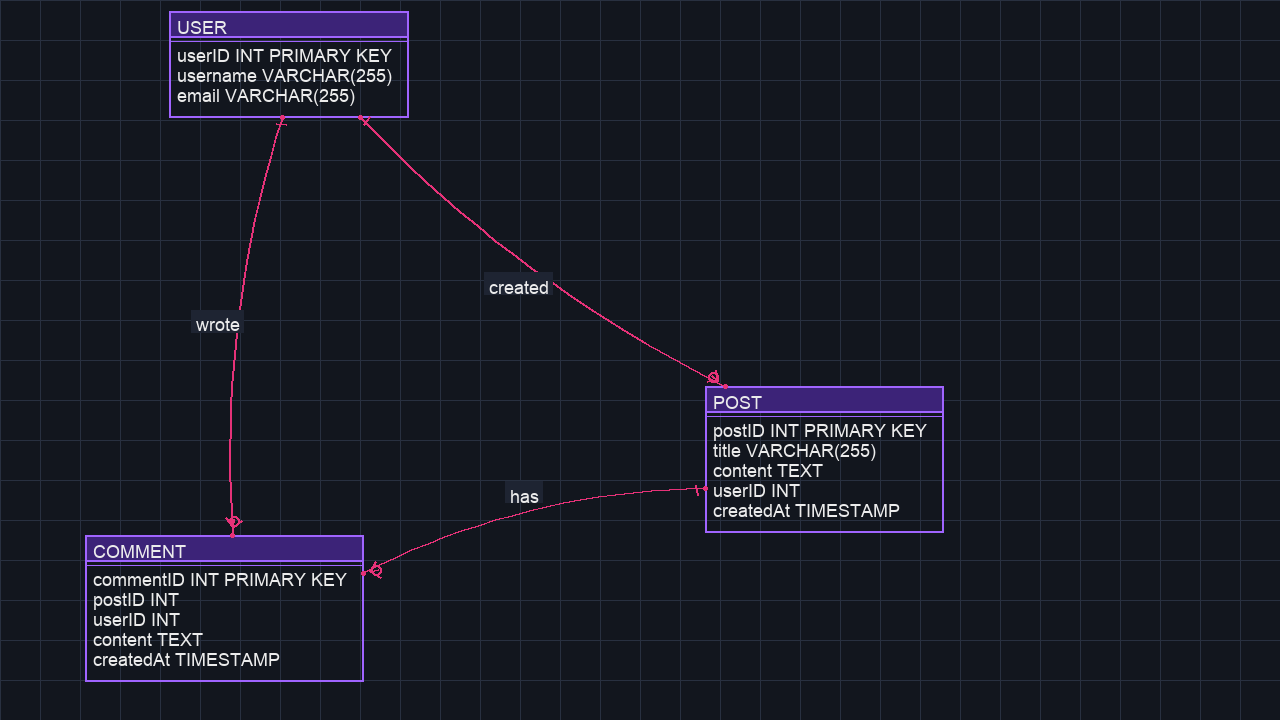 USER
userID INT PRIMARY KEY
username VARCHAR(255)
email VARCHAR(255)
created
wrote
POST
postID INT PRIMARY KEY
title VARCHAR(255)
content TEXT
userID INT
createdAt TIMESTAMP
has
COMMENT
commentID INT PRIMARY KEY
postID INT
userID INT
content TEXT
createdAt TIMESTAMP